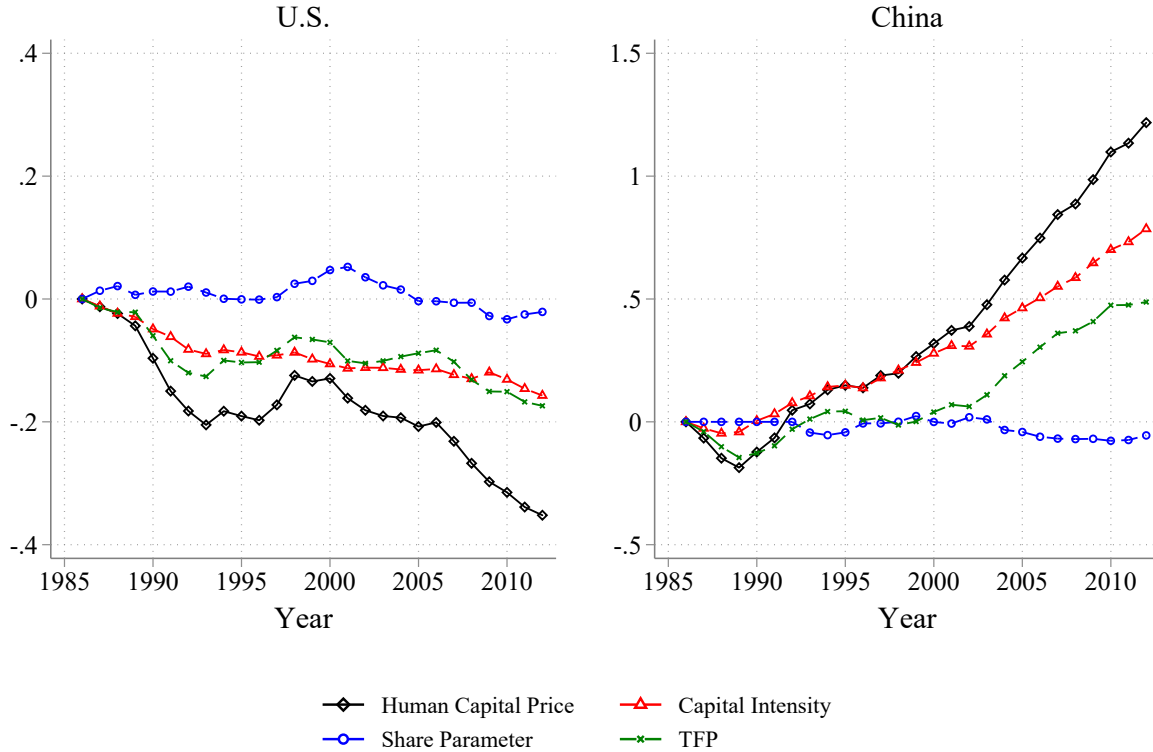 U.S.
.4
.2
0
-.2
-.4
1985 1990 1995 2000 2005 2010
Year
China
1.5
1
.5
0
-.5
1985 1990 1995 2000 2005 2010
Year
Human Capital Price Capital Intensity
Share Parameter TFP